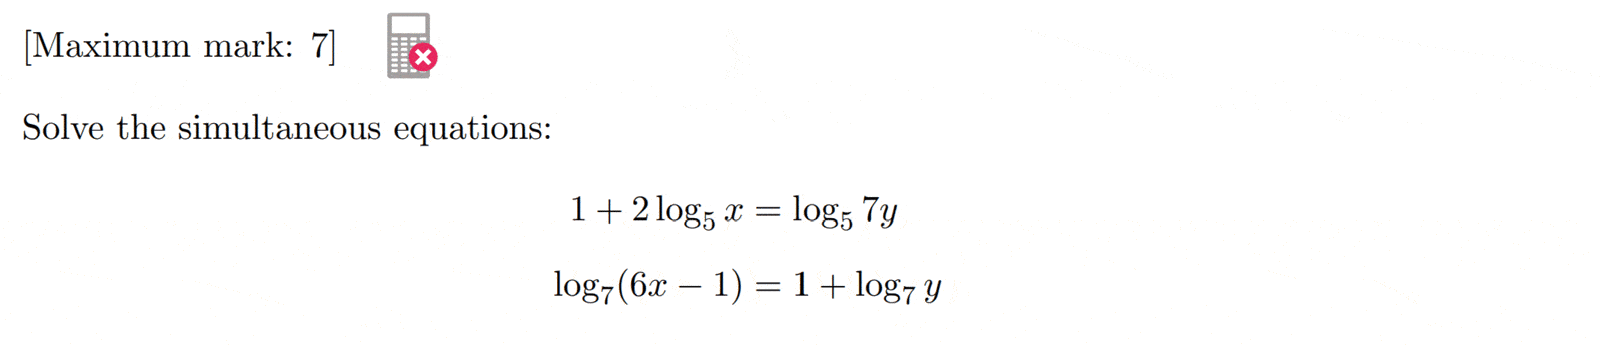 [Maximum mark: 7]
Solve the simultaneous equations:
1 + 2 log₅ x = log₅ 7y
log₇(6x − 1) = 1 + log₇ y